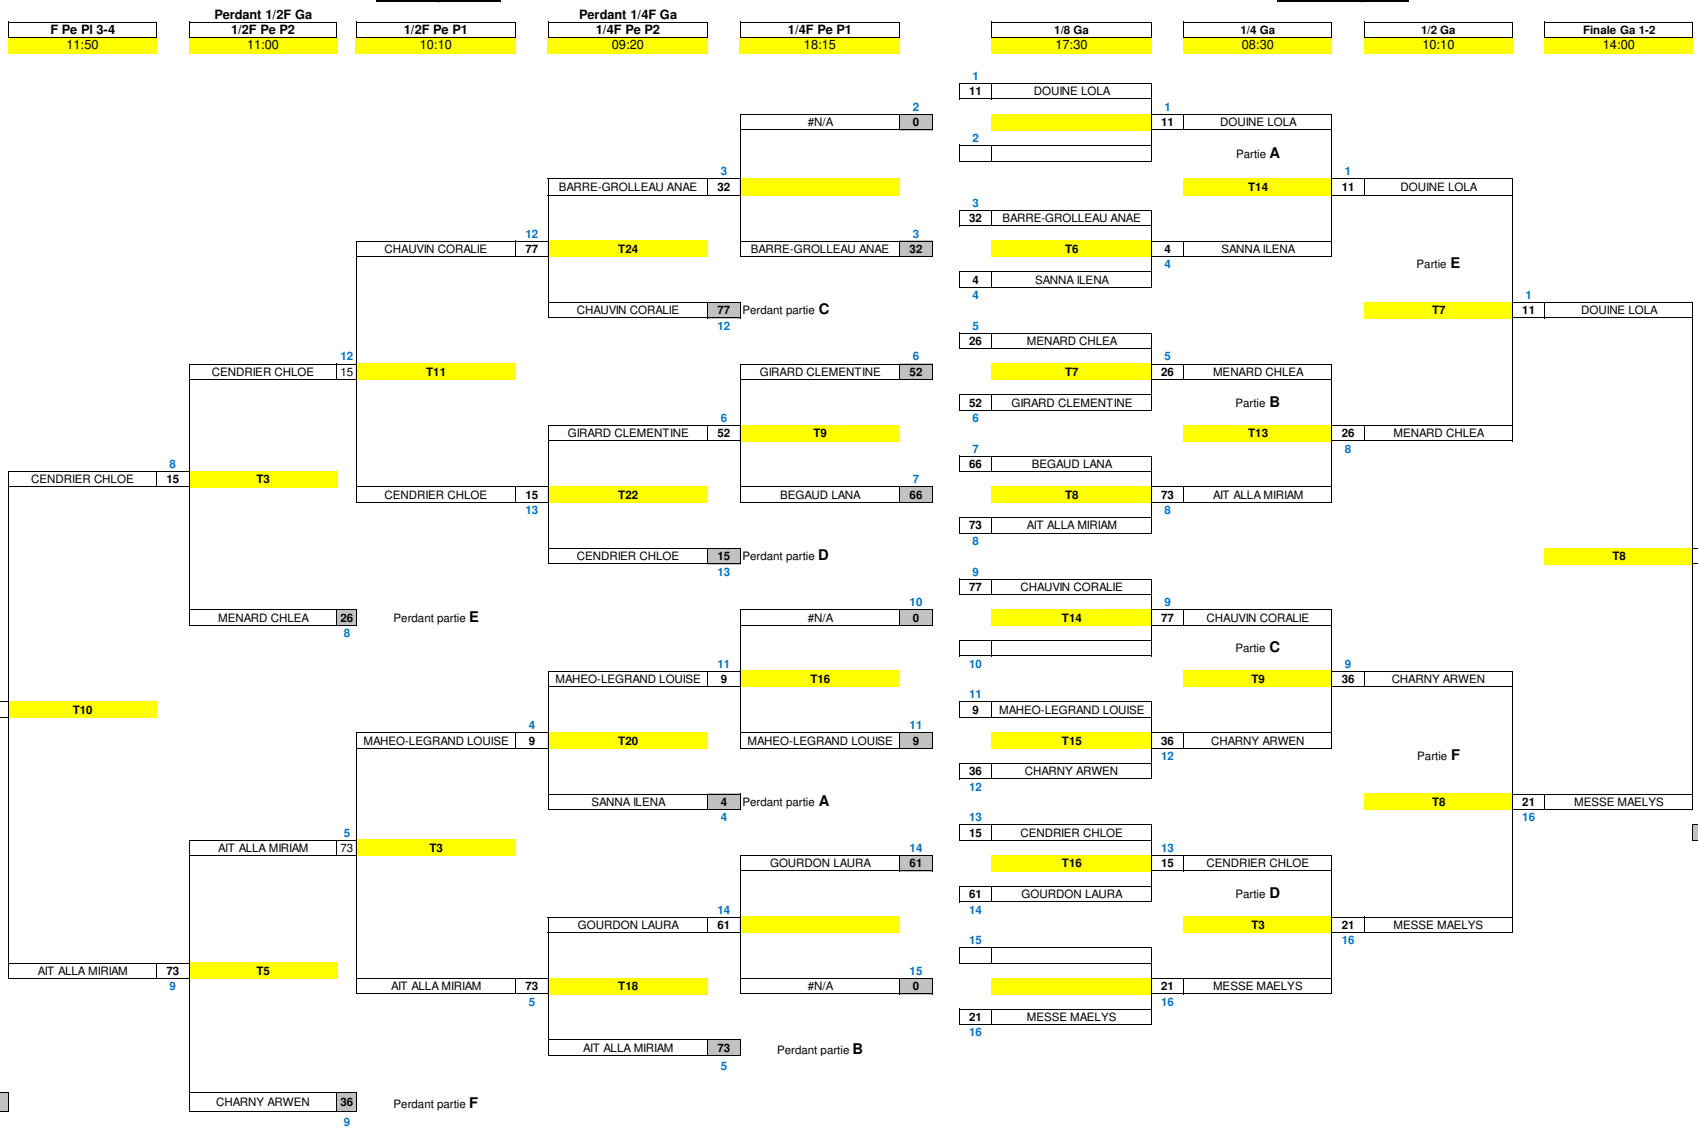 Perdant 1/2F Ga Perdant 1/4F Ga
F Pe Pl 3-4 1/2F Pe P2 1/2F Pe P1 1/4F Pe P2 1/4F Pe P1 1/8 Ga 1/4 Ga 1/2 Ga Finale Ga 1-2
11:50 11:00 10:10 09:20 18:15 17:30 08:30 10:10 14:00
1
11 DOUINE LOLA
2 1
#N/A 0 11 DOUINE LOLA
2
Partie A
3 1
BARRE-GROLLEAU ANAE 32 T14 11 DOUINE LOLA
3
32 BARRE-GROLLEAU ANAE
12 3
CHAUVIN CORALIE 77 T24 BARRE-GROLLEAU ANAE 32 T6 4 SANNA ILENA
4
Partie E
4 SANNA ILENA
4 1
CHAUVIN CORALIE 77 Perdant partie C T7 11 DOUINE LOLA
12 5
26 MENARD CHLEA
12 6 5
CENDRIER CHLOE 15 T11 GIRARD CLEMENTINE 52 T7 26 MENARD CHLEA
52 GIRARD CLEMENTINE Partie B
6 6
GIRARD CLEMENTINE 52 T9 T13 26 MENARD CHLEA
7 8
8 66 BEGAUD LANA
CENDRIER CHLOE 15 T3 7
CENDRIER CHLOE 15 T22 BEGAUD LANA 66 T8 73 AIT ALLA MIRIAM
13 8
73 AIT ALLA MIRIAM
8
CENDRIER CHLOE 15 Perdant partie D T8
13 9
77 CHAUVIN CORALIE
10 9
MENARD CHLEA 26 Perdant partie E #N/A 0 T14 77 CHAUVIN CORALIE
8
Partie C
11 10 9
MAHEO-LEGRAND LOUISE 9 T16 T9 36 CHARNY ARWEN
11
T10 9 MAHEO-LEGRAND LOUISE
4 11
MAHEO-LEGRAND LOUISE 9 T20 MAHEO-LEGRAND LOUISE 9 T15 36 CHARNY ARWEN
12 Partie F
36 CHARNY ARWEN
12
SANNA ILENA 4 Perdant partie A T8 21 MESSE MAELYS
4 13 16
5 15 CENDRIER CHLOE
AIT ALLA MIRIAM 73 T3 14 13
GOURDON LAURA 61 T16 15 CENDRIER CHLOE
61 GOURDON LAURA Partie D
14 14
GOURDON LAURA 61 T3 21 MESSE MAELYS
15 16
AIT ALLA MIRIAM 73 T5 15
9 AIT ALLA MIRIAM 73 T18 #N/A 0 21 MESSE MAELYS
5 16
21 MESSE MAELYS
16
AIT ALLA MIRIAM 73 Perdant partie B
5
CHARNY ARWEN 36 Perdant partie F
9